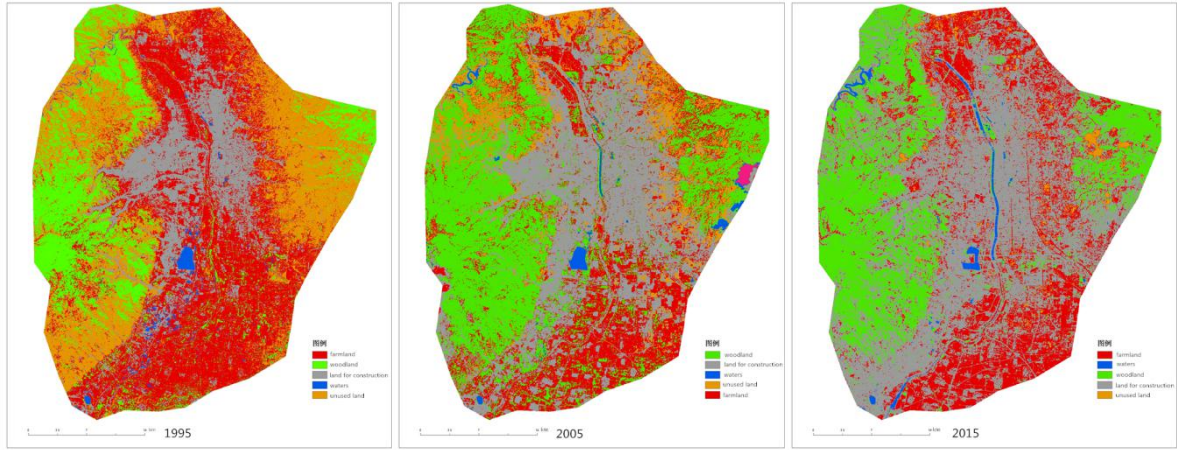 图例
farmland
woodland
land for construction
waters
unused land
1995
图例
woodland
land for construction
waters
unused land
farmland
2005
图例
farmland
waters
woodland
land for construction
unused land
2015